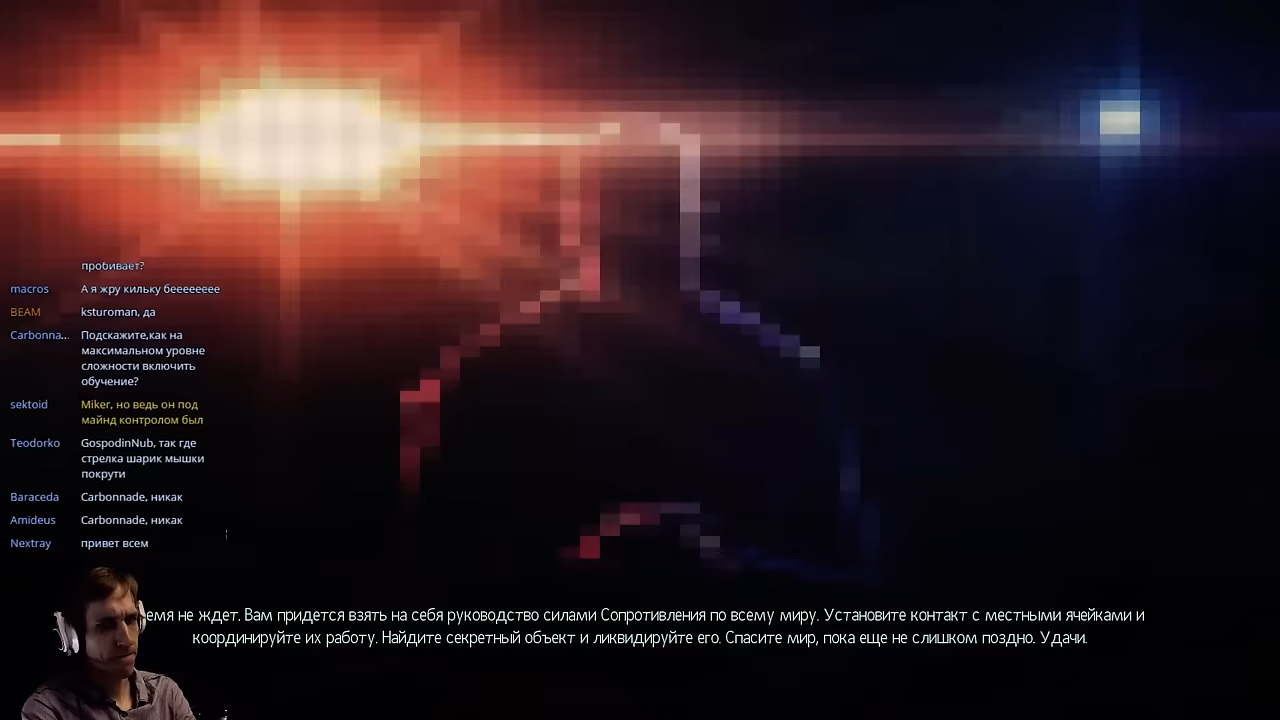 пробивает?
macros А я жру кильку беееееееe
BEAM ksturoman, да
Carbonna... Подскажите,как на
максимальном уровне
сложности включить
обучение?
sektoid Miker, но ведь он под
майнд контролом был
Teodorko GospodinNub, так где
стрелка шарик мышки
покрути
Baraceda Carbonnade, никак
Amideus Carbonnade, никак
Nextray привет всем
емя не ждет. Вам придется взять на себя руководство силами Сопротивления по всему миру. Установите контакт с местными ячейками и
координируйте их работу. Найдите секретный объект и ликвидируйте его. Спасите мир, пока еще не слишком поздно. Удачи.